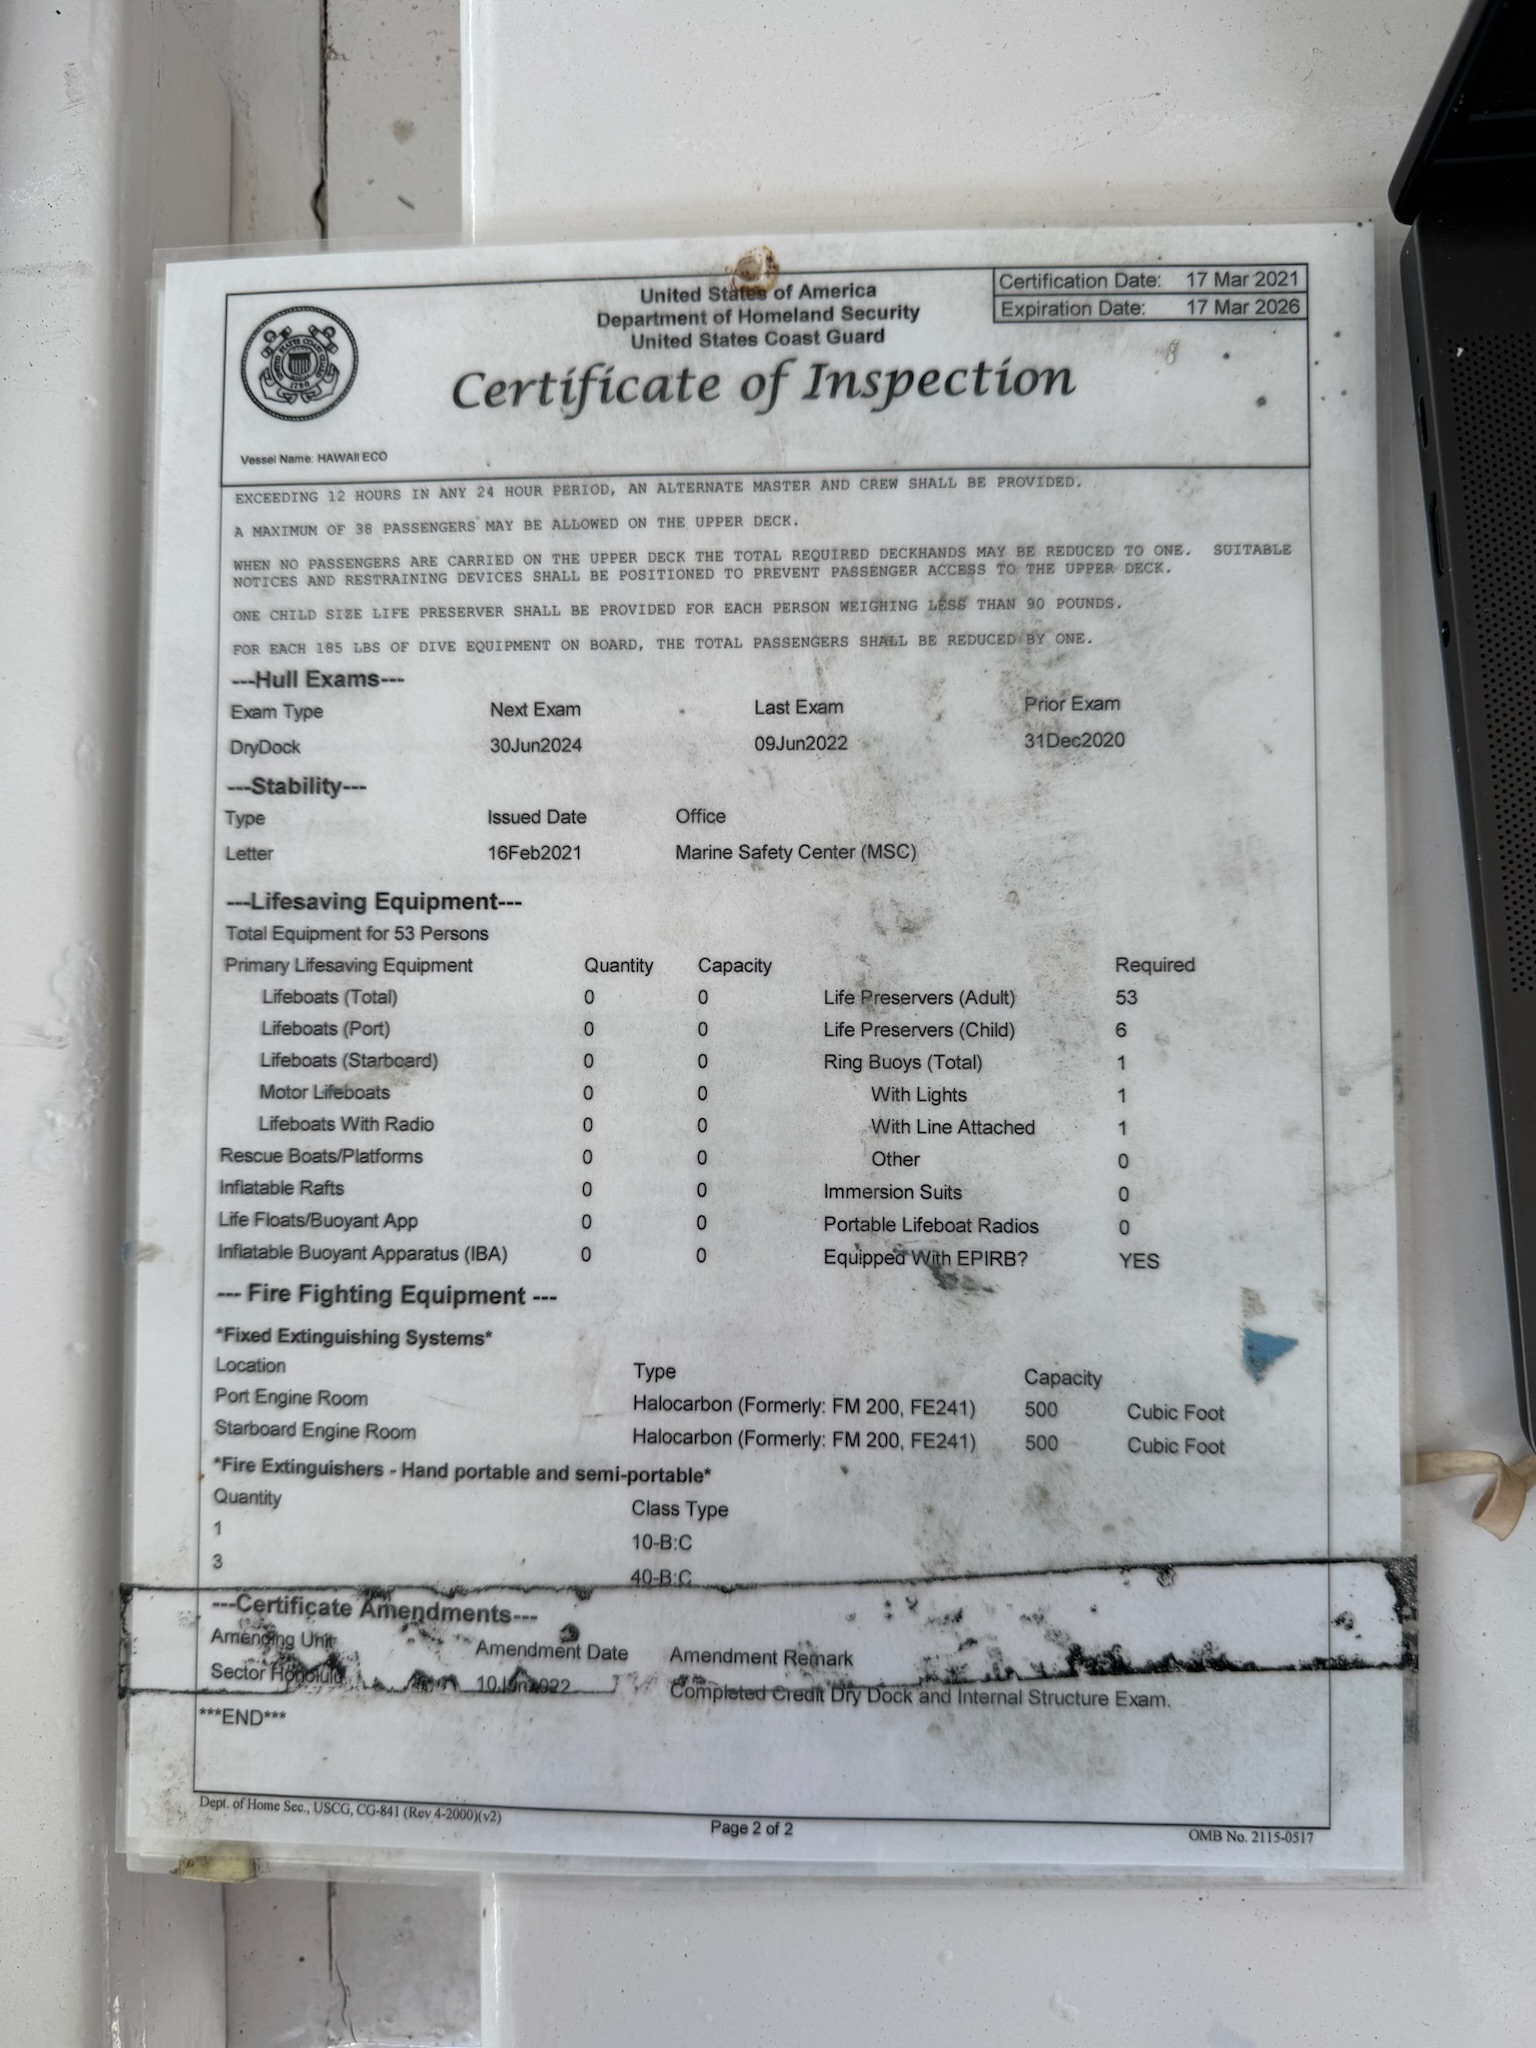 United States of America
Department of Homeland Security
United States Coast Guard
Certification Date: 17 Mar 2021
Expiration Date: 17 Mar 2026
Certificate of Inspection
Vessel Name: HAWAII ECO
EXCEEDING 12 HOURS IN ANY 24 HOUR PERIOD, AN ALTERNATE MASTER AND CREW SHALL BE PROVIDED.
A MAXIMUM OF 38 PASSENGERS MAY BE ALLOWED ON THE UPPER DECK.
WHEN NO PASSENGERS ARE CARRIED ON THE UPPER DECK THE TOTAL REQUIRED DECKHANDS MAY BE REDUCED TO ONE. SUITABLE
NOTICES AND RESTRAINING DEVICES SHALL BE POSITIONED TO PREVENT PASSENGER ACCESS TO THE UPPER DECK.
ONE CHILD SIZE LIFE PRESERVER SHALL BE PROVIDED FOR EACH PERSON WEIGHING LESS THAN 90 POUNDS.
FOR EACH 185 LBS OF DIVE EQUIPMENT ON BOARD, THE TOTAL PASSENGERS SHALL BE REDUCED BY ONE.
---Hull Exams---
Exam Type Next Exam Last Exam Prior Exam
DryDock 30Jun2024 09Jun2022 31Dec2020
---Stability---
Type Issued Date Office
Letter 16Feb2021 Marine Safety Center (MSC)
---Lifesaving Equipment---
Total Equipment for 53 Persons
Primary Lifesaving Equipment Quantity Capacity Required
Lifeboats (Total) 0 0 Life Preservers (Adult) 53
Lifeboats (Port) 0 0 Life Preservers (Child) 6
Lifeboats (Starboard) 0 0 Ring Buoys (Total) 1
Motor Lifeboats 0 0 With Lights 1
Lifeboats With Radio 0 0 With Line Attached 1
Rescue Boats/Platforms 0 0 Other 0
Inflatable Rafts 0 0 Immersion Suits 0
Life Floats/Buoyant App 0 0 Portable Lifeboat Radios 0
Inflatable Buoyant Apparatus (IBA) 0 0 Equipped With EPIRB? YES
--- Fire Fighting Equipment ---
*Fixed Extinguishing Systems*
Location Type Capacity
Port Engine Room Halocarbon (Formerly: FM 200, FE241) 500 Cubic Foot
Starboard Engine Room Halocarbon (Formerly: FM 200, FE241) 500 Cubic Foot
*Fire Extinguishers - Hand portable and semi-portable*
Quantity Class Type
1 10-B:C
3 40-B:C
---Certificate Amendments---
Amending Unit Amendment Date Amendment Remark
Sector Honolulu 10Jun2022 Completed Credit Dry Dock and Internal Structure Exam.
***END***
Dept. of Home Sec., USCG, CG-841 (Rev 4-2000)(v2)
Page 2 of 2
OMB No. 2115-0517